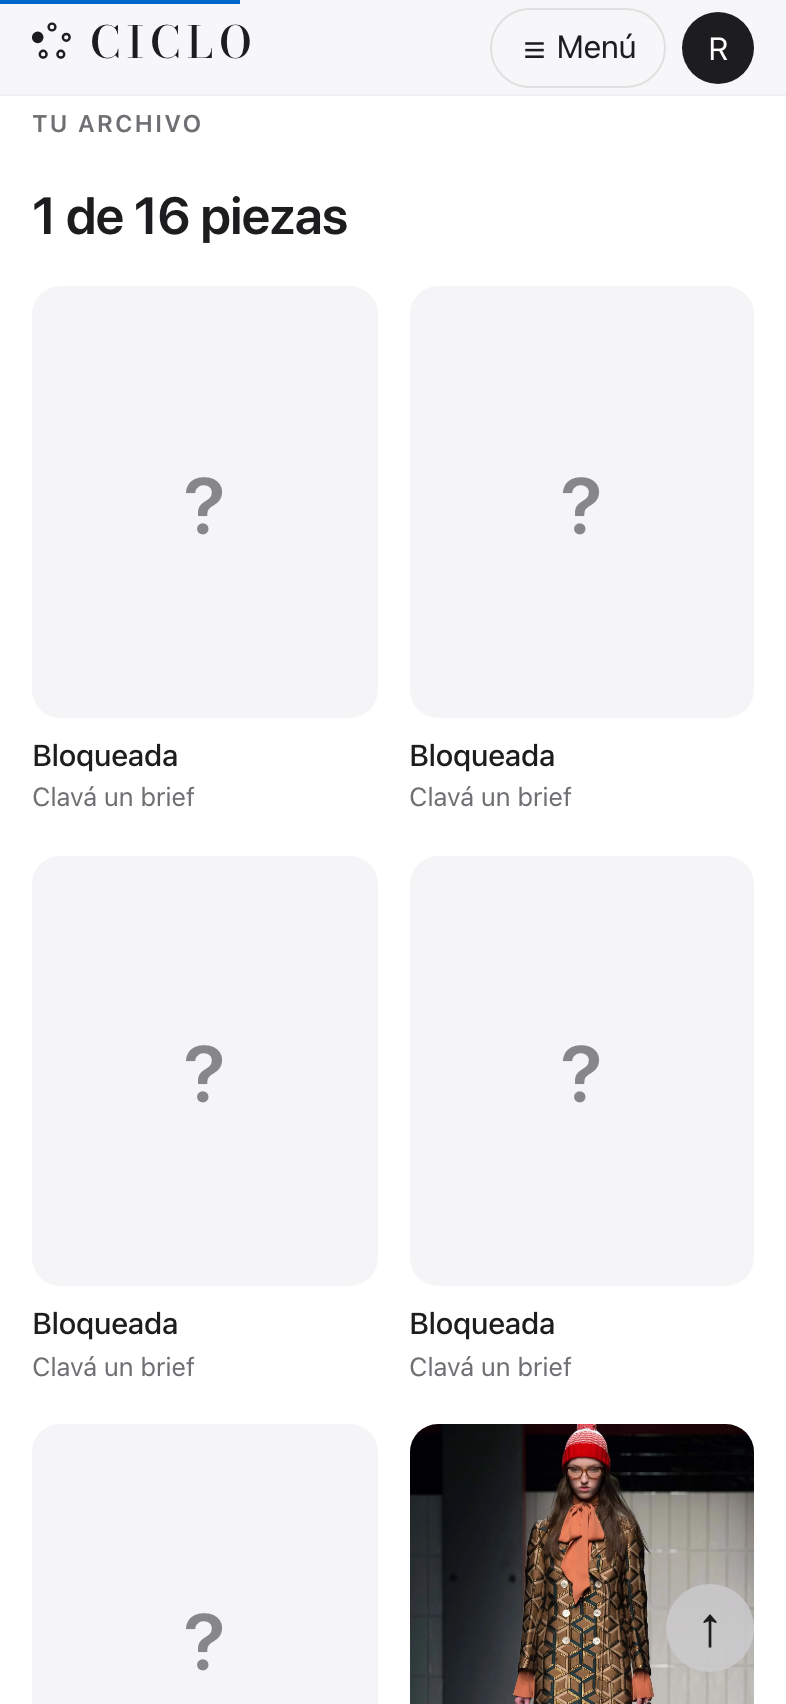 CICLO
≡ Menú
R
TU ARCHIVO
1 de 16 piezas
?
?
Bloqueada
Bloqueada
Clavá un brief
Clavá un brief
?
?
Bloqueada
Bloqueada
Clavá un brief
Clavá un brief
?
↑